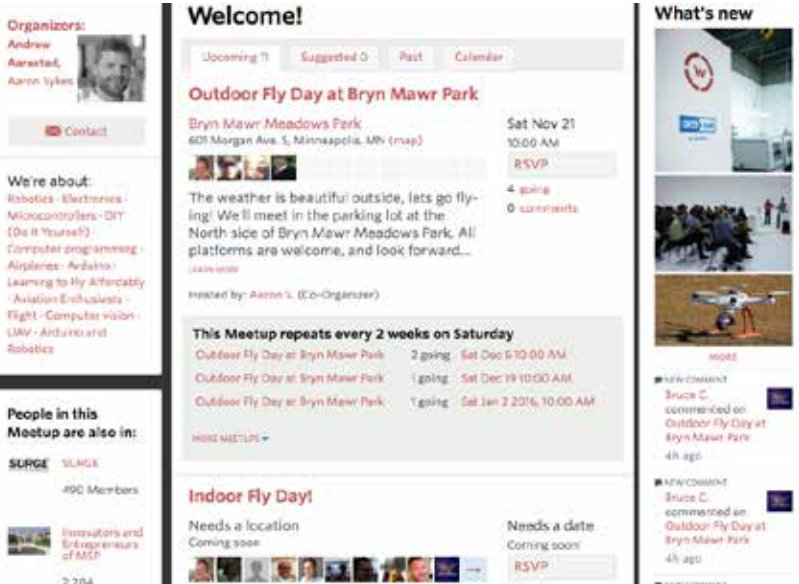 Organizers:
Andrew
Aarestad,
Aaron Sykes
Contact
We're about:
Robotics · Electronics ·
Microcontrollers · DIY
(Do It Yourself) ·
Computer programming ·
Airplanes · Arduino ·
Learning to Fly Affordably
· Aviation Enthusiasts ·
Flight · Computer vision ·
UAV · Arduino and
Robotics
People in this
Meetup are also in:
SURGE
SURGE
490 Members
Innovators and
Entrepreneurs
of MSP
2,284
Welcome!
Upcoming 11
Suggested 0
Past
Calendar
Outdoor Fly Day at Bryn Mawr Park
Bryn Mawr Meadows Park
601 Morgan Ave. S, Minneapolis, MN (map)
The weather is beautiful outside, lets go fly-
ing! We'll meet in the parking lot at the
North side of Bryn Mawr Meadows Park. All
platforms are welcome, and look forward...
LEARN MORE
Hosted by: Aaron S. (Co-Organizer)
Sat Nov 21
10:00 AM
RSVP
4 going
0 comments
This Meetup repeats every 2 weeks on Saturday
Outdoor Fly Day at Bryn Mawr Park 2 going Sat Dec 5 10:00 AM
Outdoor Fly Day at Bryn Mawr Park 1 going Sat Dec 19 10:00 AM
Outdoor Fly Day at Bryn Mawr Park 1 going Sat Jan 2 2016, 10:00 AM
MORE MEETUPS
Indoor Fly Day!
Needs a location
Coming soon
Needs a date
Coming soon
RSVP
What's new
MORE
NEW COMMENT
Bruce C.
commented on
Outdoor Fly Day at
Bryn Mawr Park
4h ago
NEW COMMENT
Bruce C.
commented on
Outdoor Fly Day at
Bryn Mawr Park
4h ago